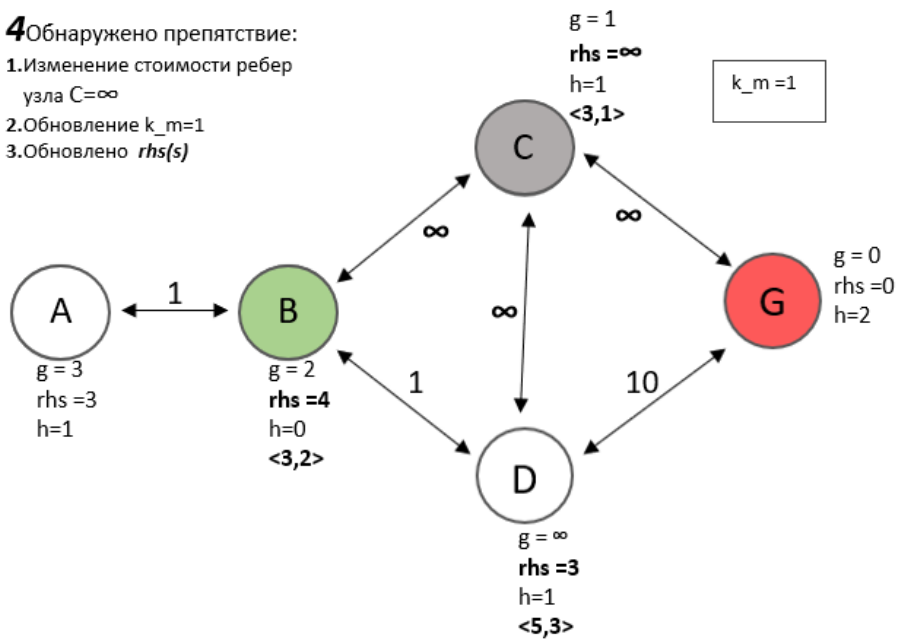 4Обнаружено препятствие:
1.Изменение стоимости ребер
узла C=∞
2.Обновление k_m=1
3.Обновлено rhs(s)
g = 1
rhs =∞
h=1
<3,1>
k_m =1
C
∞
∞
∞
A
1
B
G
g = 0
rhs =0
h=2
g = 3
rhs =3
h=1
g = 2
rhs =4
h=0
<3,2>
1
10
D
g = ∞
rhs =3
h=1
<5,3>